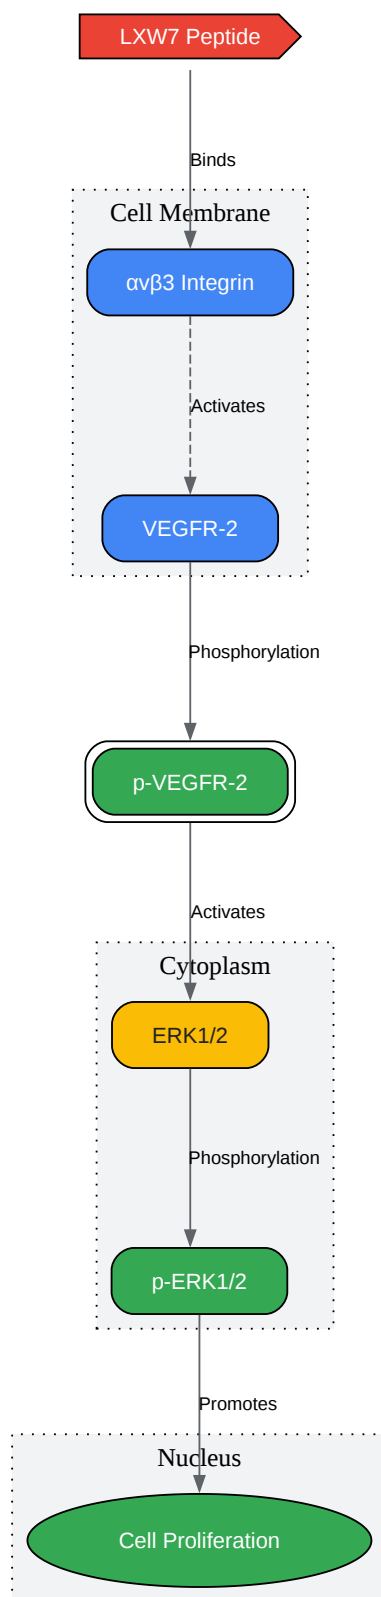 LXW7 Peptide
Binds
Cell Membrane
αvβ3 Integrin
Activates
VEGFR-2
Phosphorylation
p-VEGFR-2
Activates
Cytoplasm
ERK1/2
Phosphorylation
p-ERK1/2
Promotes
Nucleus
Cell Proliferation